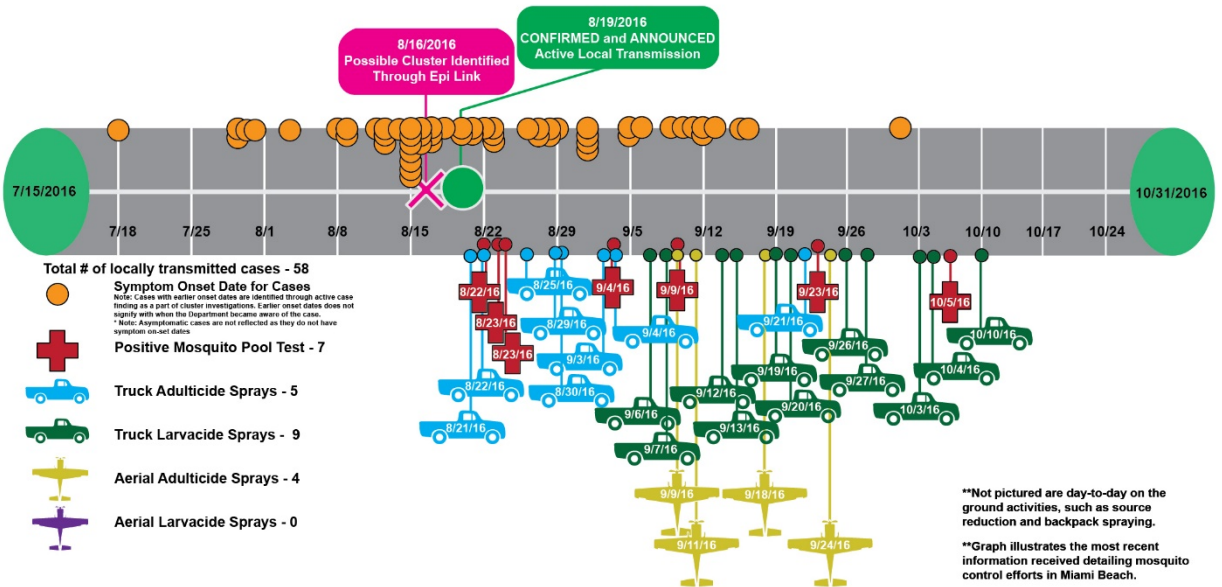 8/16/2016
Possible Cluster Identified
Through Epi Link
8/19/2016
CONFIRMED and ANNOUNCED
Active Local Transmission
7/15/2016
10/31/2016
7/18
7/25
8/1
8/8
8/15
8/22
8/29
9/5
9/12
9/19
9/26
10/3
10/10
10/17
10/24
Total # of locally transmitted cases - 58
Symptom Onset Date for Cases
Note: Cases with earlier onset dates are identified through active case
finding as a part of cluster investigations. Earlier onset dates does not
signify with when the Department became aware of the case.
* Note: Asymptomatic cases are not reflected as they do not have
symptom on-set dates
Positive Mosquito Pool Test - 7
Truck Adulticide Sprays - 5
Truck Larvacide Sprays - 9
Aerial Adulticide Sprays - 4
Aerial Larvacide Sprays - 0
8/22/16
8/23/16
8/23/16
8/22/16
8/21/16
8/25/16
8/29/16
9/3/16
8/30/16
9/4/16
9/4/16
9/6/16
9/7/16
9/9/16
9/12/16
9/13/16
9/9/16
9/11/16
9/21/16
9/23/16
9/19/16
9/20/16
9/18/16
9/24/16
9/26/16
9/27/16
10/5/16
10/10/16
10/4/16
10/3/16
**Not pictured are day-to-day on the
ground activities, such as source
reduction and backpack spraying.
**Graph illustrates the most recent
information received detailing mosquito
control efforts in Miami Beach.